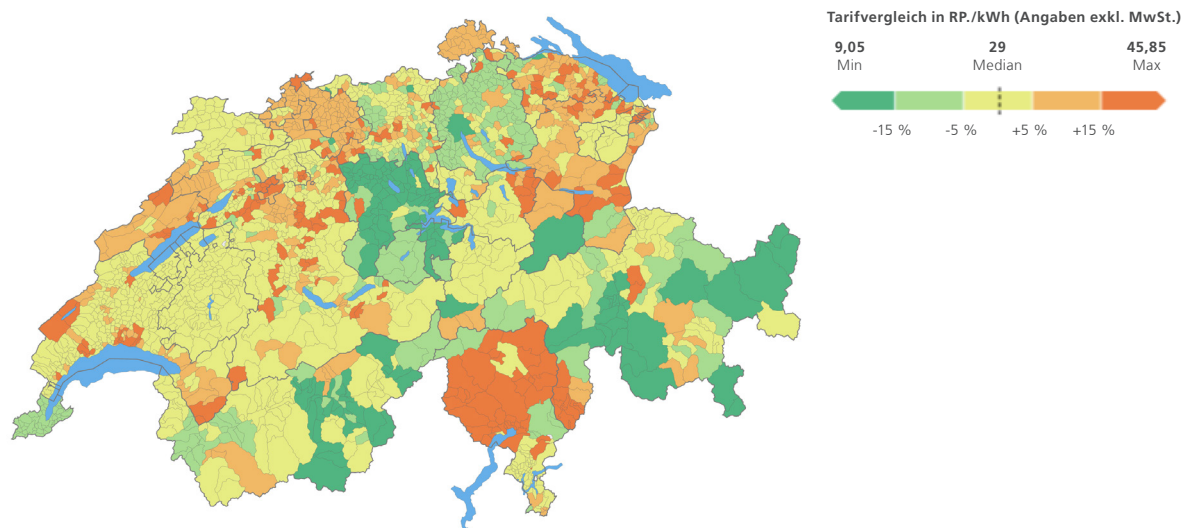 Tarifvergleich in RP./kWh (Angaben exkl. MwSt.)
9,05 29 45,85
Min Median Max
-15 % -5 % +5 % +15 %